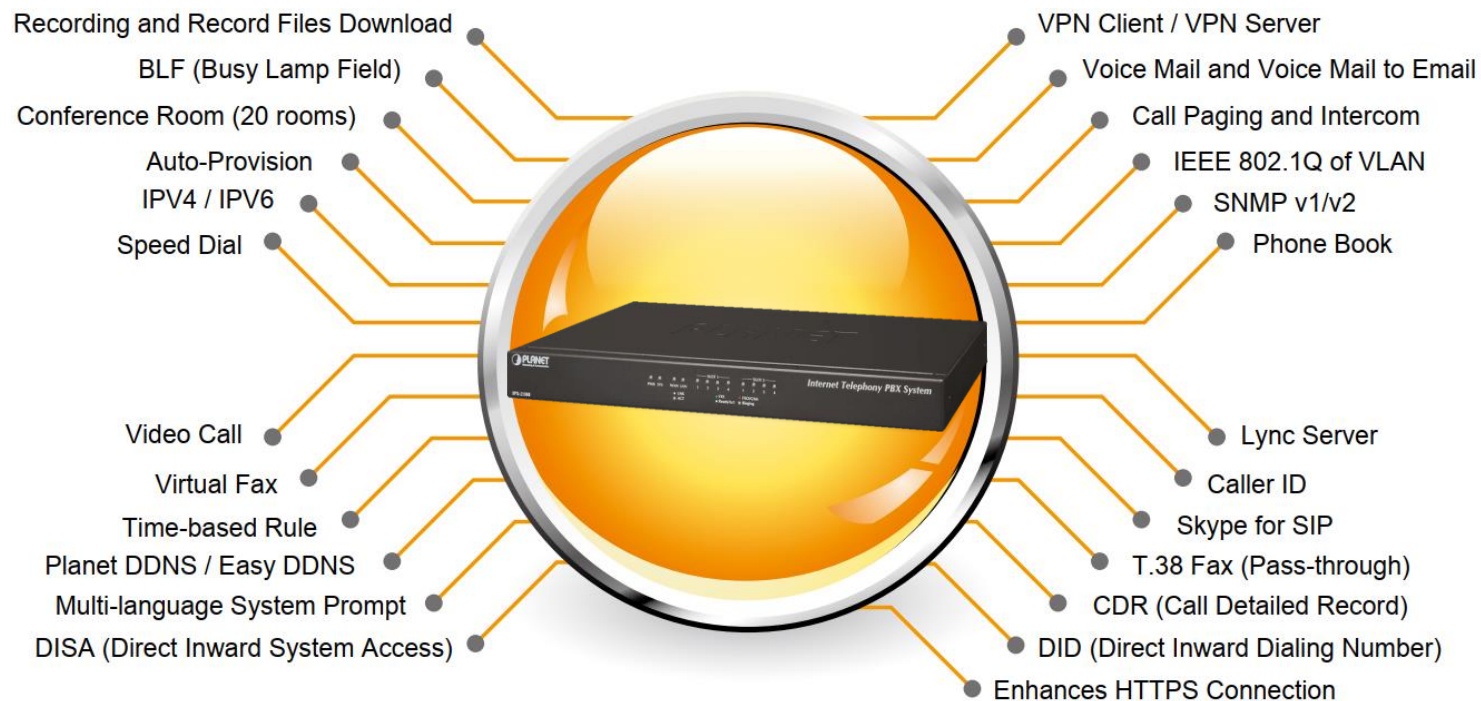 Recording and Record Files Download
BLF (Busy Lamp Field)
Conference Room (20 rooms)
Auto-Provision
IPV4 / IPV6
Speed Dial
Video Call
Virtual Fax
Time-based Rule
Planet DDNS / Easy DDNS
Multi-language System Prompt
DISA (Direct Inward System Access)
VPN Client / VPN Server
Voice Mail and Voice Mail to Email
Call Paging and Intercom
IEEE 802.1Q of VLAN
SNMP v1/v2
Phone Book
Lync Server
Caller ID
Skype for SIP
T.38 Fax (Pass-through)
CDR (Call Detailed Record)
DID (Direct Inward Dialing Number)
Enhances HTTPS Connection
PLANET
PLANET
Internet Telephony PBX System